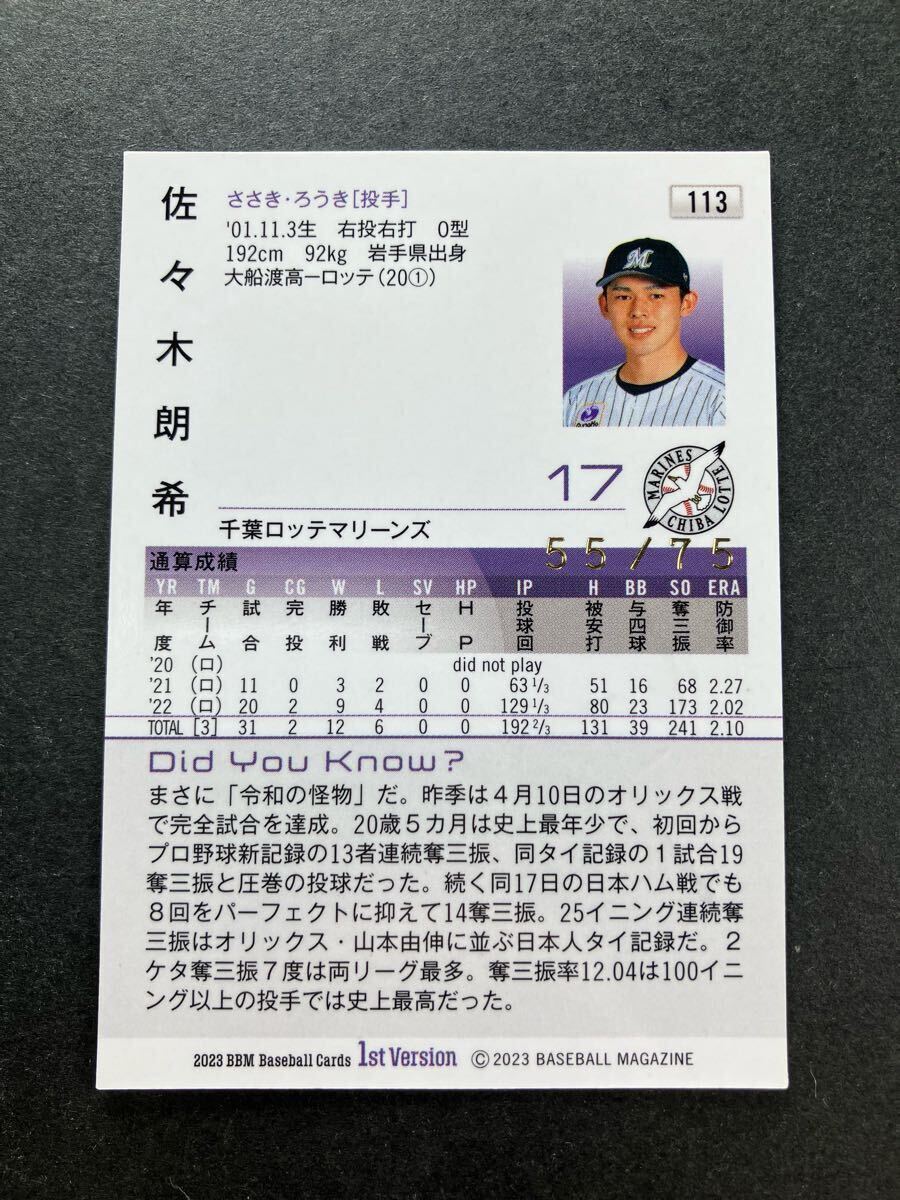 佐々木朗希
ささき・ろうき[投手]
'01.11.3生 右投右打 O型
192cm 92kg 岩手県出身
大船渡高ーロッテ(20①)
113
M
17
MARINES
CHIBA LOTTE
千葉ロッテマリーンズ
55/75
通算成績
YR TM G CG W L SV HP IP H BB SO ERA
年度 チーム 試合 完投 勝利 敗戦 セーブ HP 投球回 被安打 与四球 奪三振 防御率
'20 (ロ) did not play
'21 (ロ) 11 0 3 2 0 0 63 1/3 51 16 68 2.27
'22 (ロ) 20 2 9 4 0 0 129 1/3 80 23 173 2.02
TOTAL [3] 31 2 12 6 0 0 192 2/3 131 39 241 2.10
Did You Know?
まさに「令和の怪物」だ。昨季は4月10日のオリックス戦
で完全試合を達成。20歳5カ月は史上最年少で、初回から
プロ野球新記録の13者連続奪三振、同タイ記録の1試合19
奪三振と圧巻の投球だった。続く同17日の日本ハム戦でも
8回をパーフェクトに抑えて14奪三振。25イニング連続奪
三振はオリックス・山本由伸に並ぶ日本人タイ記録だ。2
ケタ奪三振7度は両リーグ最多。奪三振率12.04は100イニ
ング以上の投手では史上最高だった。
2023 BBM Baseball Cards 1st Version ©2023 BASEBALL MAGAZINE